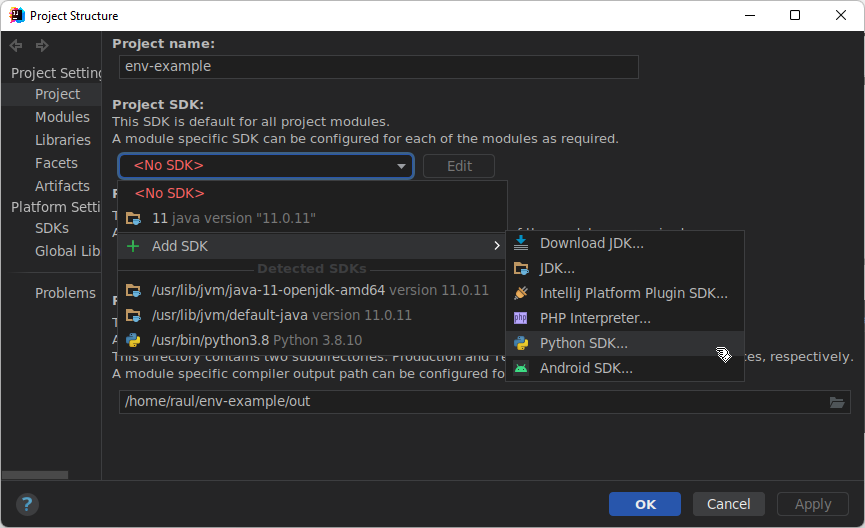 Project Structure
Project Settin
Project
Modules
Libraries
Facets
Artifacts
Platform Setti
SDKs
Global Lib
Problems
Project name:
env-example
Project SDK:
This SDK is default for all project modules.
A module specific SDK can be configured for each of the modules as required.
<No SDK>
Edit
<No SDK>
11 java version "11.0.11"
Add SDK
Detected SDKs
/usr/lib/jvm/java-11-openjdk-amd64 version 11.0.11
/usr/lib/jvm/default-java version 11.0.11
/usr/bin/python3.8 Python 3.8.10
Download JDK...
JDK...
IntelliJ Platform Plugin SDK...
PHP Interpreter...
Python SDK...
Android SDK...
This directory contains two subdirectories: Production and Te
es, respectively.
A module specific compiler output path can be configured fo
/home/raul/env-example/out
?
OK
Cancel
Apply